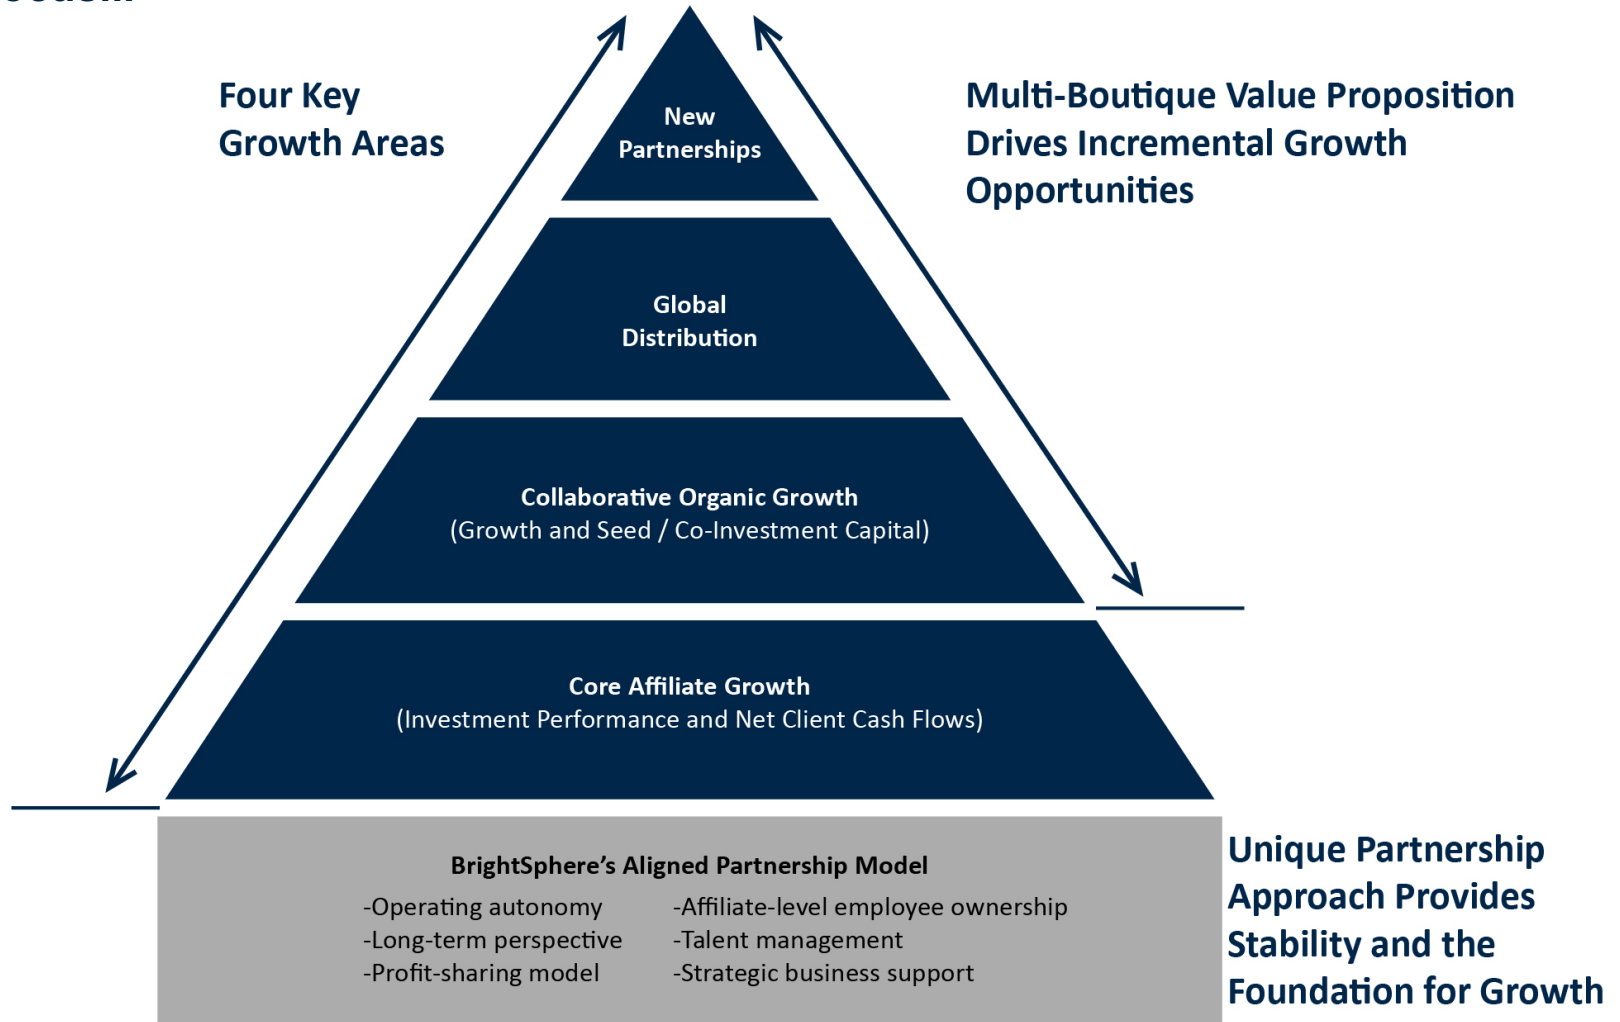 Four Key
Growth Areas
Multi-Boutique Value Proposition
Drives Incremental Growth
Opportunities
New
Partnerships
Global
Distribution
Collaborative Organic Growth
(Growth and Seed / Co-Investment Capital)
Core Affiliate Growth
(Investment Performance and Net Client Cash Flows)
BrightSphere’s Aligned Partnership Model
-Operating autonomy
-Long-term perspective
-Profit-sharing model
-Affiliate-level employee ownership
-Talent management
-Strategic business support
Unique Partnership
Approach Provides
Stability and the
Foundation for Growth